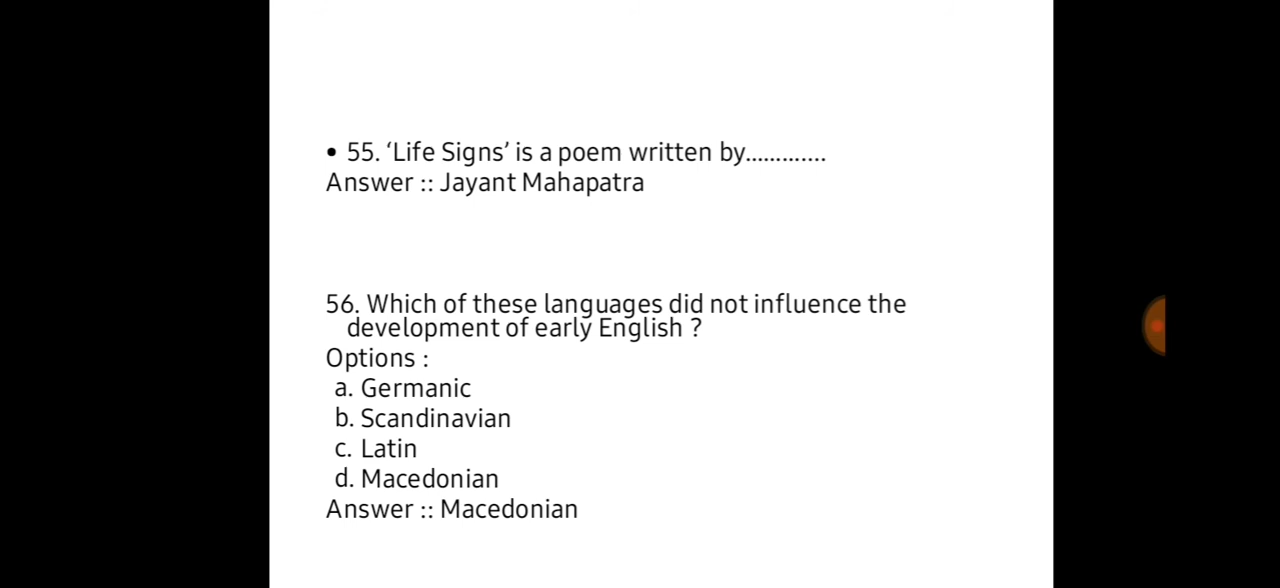 • 55. ‘Life Signs’ is a poem written by.............
Answer :: Jayant Mahapatra
56. Which of these languages did not influence the
development of early English ?
Options :
a. Germanic
b. Scandinavian
c. Latin
d. Macedonian
Answer :: Macedonian